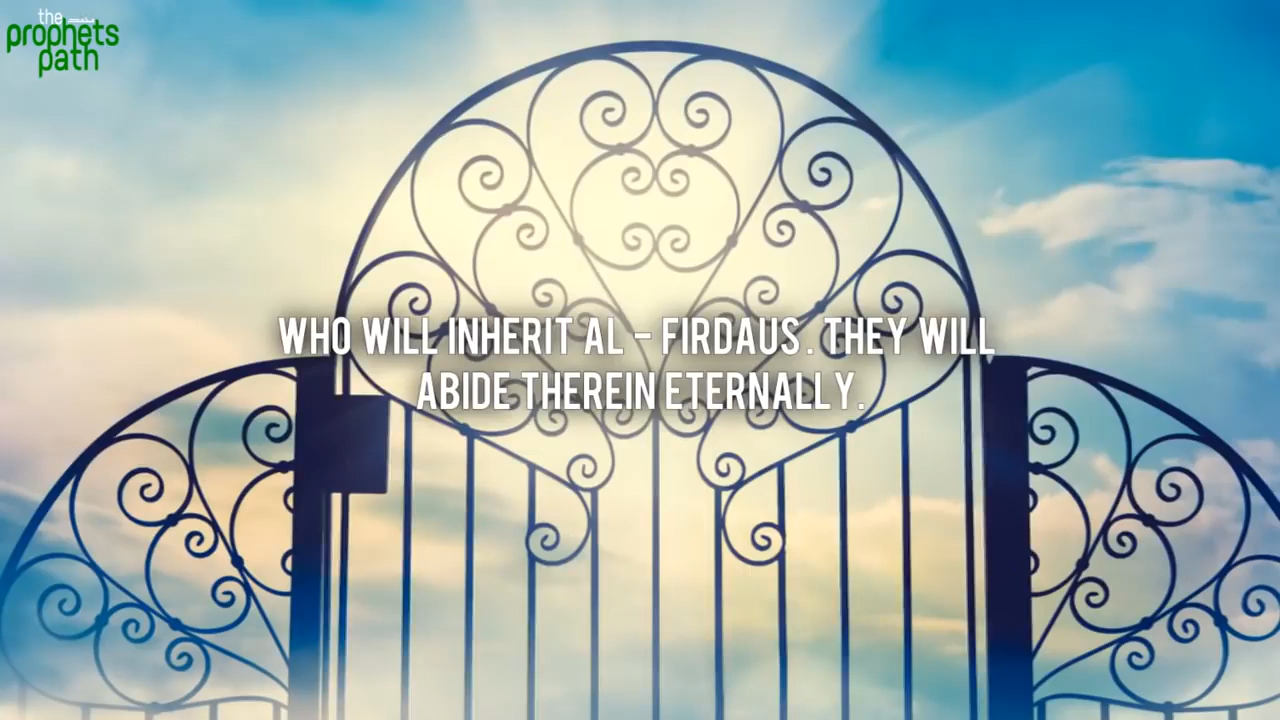 the
prophets
path
WHO WILL INHERIT AL - FIRDAUS. THEY WILL
ABIDE THEREIN ETERNALLY.